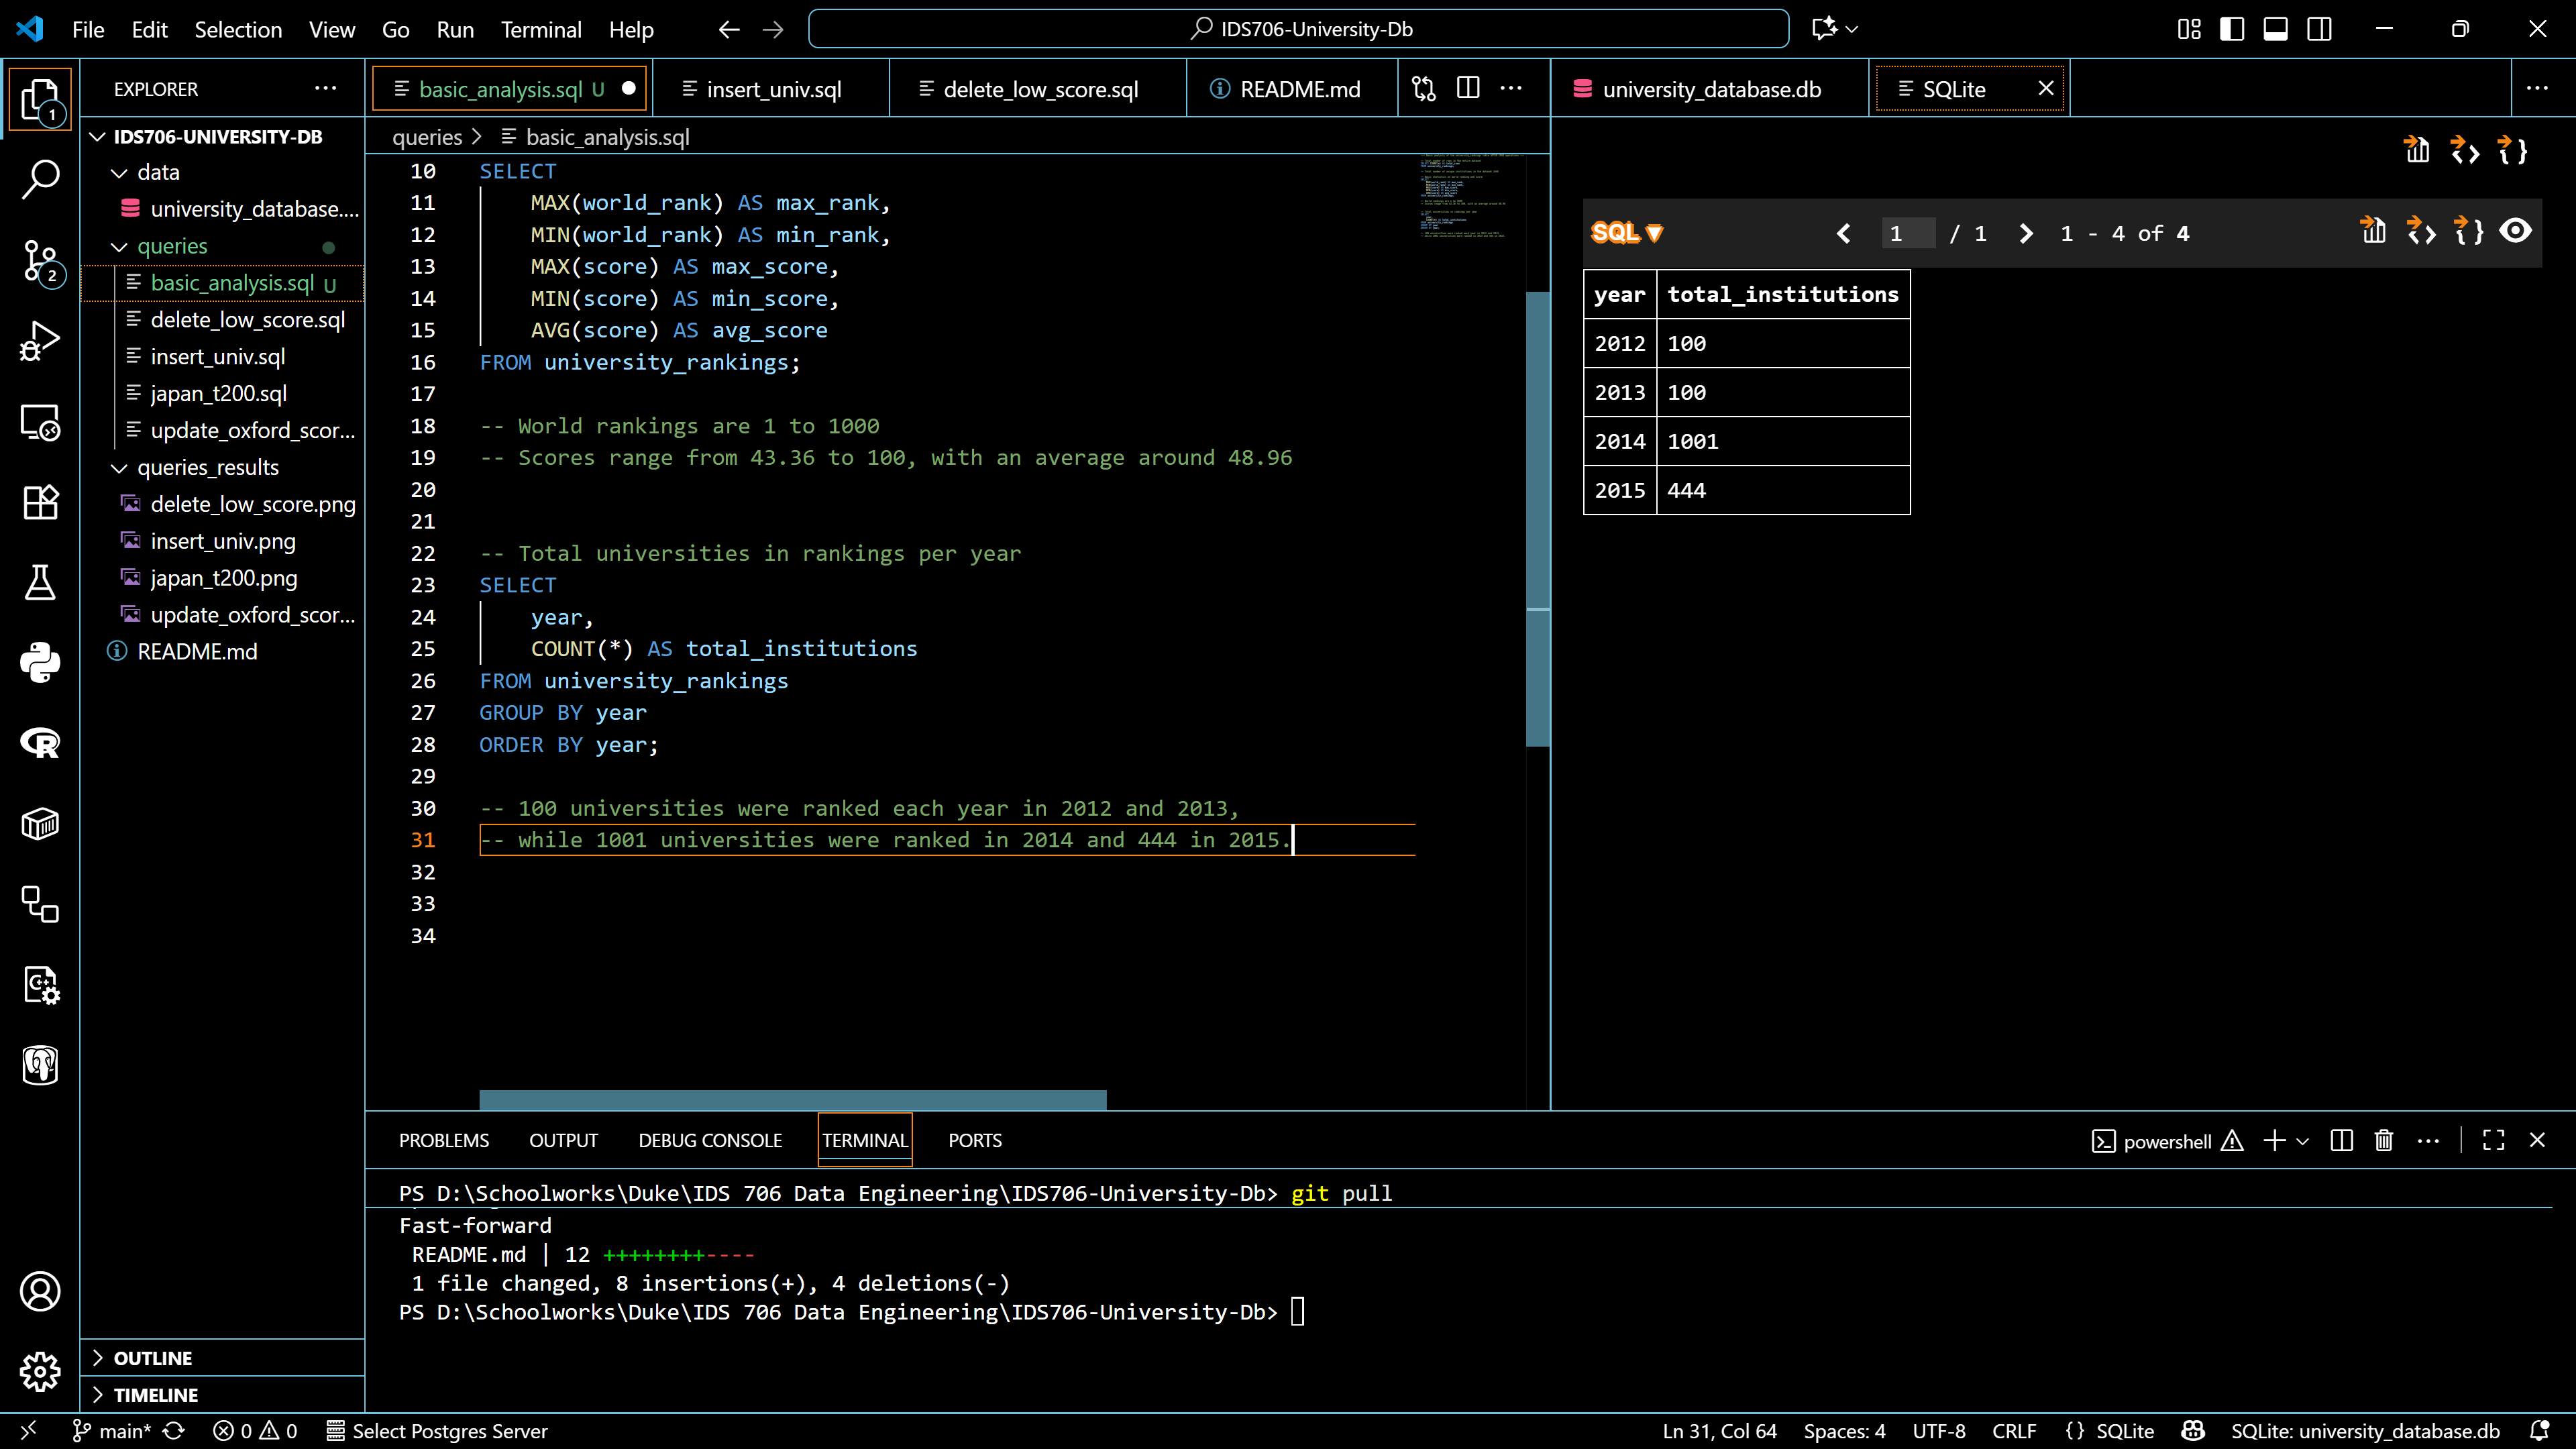 File Edit Selection View Go Run Terminal Help
IDS706-University-Db
EXPLORER
1
2
IDS706-UNIVERSITY-DB
data
university_database....
queries
basic_analysis.sql U
delete_low_score.sql
insert_univ.sql
japan_t200.sql
update_oxford_scor...
queries_results
delete_low_score.png
insert_univ.png
japan_t200.png
update_oxford_scor...
README.md
OUTLINE
TIMELINE
basic_analysis.sql U insert_univ.sql delete_low_score.sql README.md
queries > basic_analysis.sql
10 SELECT
11 MAX(world_rank) AS max_rank,
12 MIN(world_rank) AS min_rank,
13 MAX(score) AS max_score,
14 MIN(score) AS min_score,
15 AVG(score) AS avg_score
16 FROM university_rankings;
17
18 -- World rankings are 1 to 1000
19 -- Scores range from 43.36 to 100, with an average around 48.96
20
21
22 -- Total universities in rankings per year
23 SELECT
24 year,
25 COUNT(*) AS total_institutions
26 FROM university_rankings
27 GROUP BY year
28 ORDER BY year;
29
30 -- 100 universities were ranked each year in 2012 and 2013,
31 -- while 1001 universities were ranked in 2014 and 444 in 2015.
32
33
34
university_database.db SQLite
SQL 1 / 1 1 - 4 of 4
year total_institutions
2012 100
2013 100
2014 1001
2015 444
PROBLEMS OUTPUT DEBUG CONSOLE TERMINAL PORTS
powershell
PS D:\Schoolworks\Duke\IDS 706 Data Engineering\IDS706-University-Db> git pull
Fast-forward
README.md | 12 ++++++++----
1 file changed, 8 insertions(+), 4 deletions(-)
PS D:\Schoolworks\Duke\IDS 706 Data Engineering\IDS706-University-Db>
main* 0 0 Select Postgres Server
Ln 31, Col 64 Spaces: 4 UTF-8 CRLF {} SQLite SQLite: university_database.db